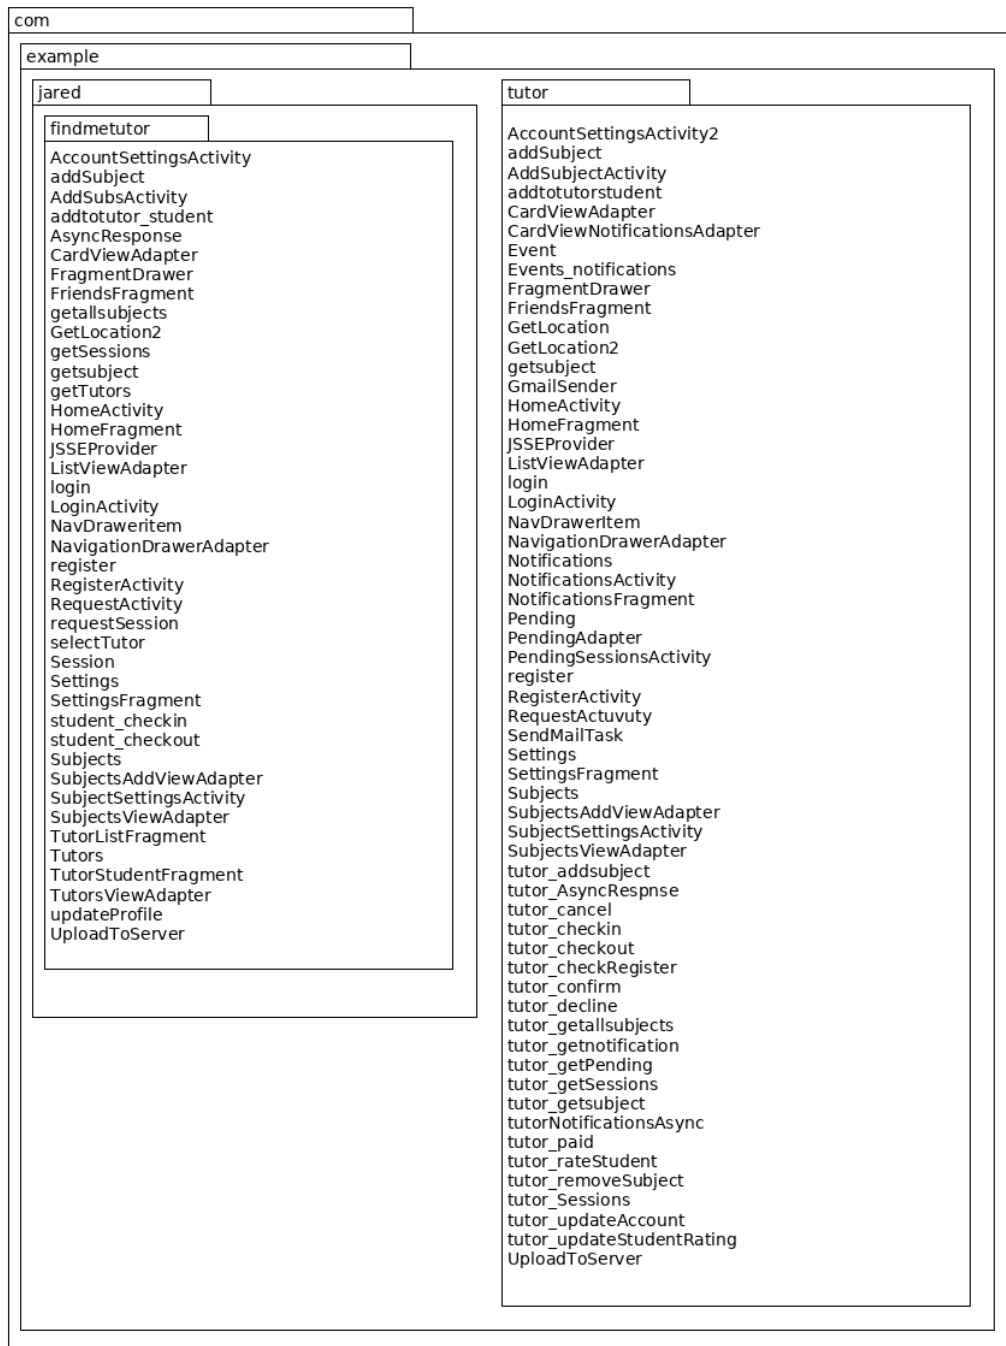 com
example
jared
findmetutor
AccountSettingsActivity
addSubject
AddSubsActivity
addtotutor_student
AsyncResponse
CardViewAdapter
FragmentDrawer
FriendsFragment
getallsubjects
GetLocation2
getSessions
getsubject
getTutors
HomeActivity
HomeFragment
JSSEProvider
ListViewAdapter
login
LoginActivity
NavDraweritem
NavigationDrawerAdapter
register
RegisterActivity
RequestActivity
requestSession
selectTutor
Session
Settings
SettingsFragment
student_checkin
student_checkout
Subjects
SubjectsAddViewAdapter
SubjectSettingsActivity
SubjectsViewAdapter
TutorListFragment
Tutors
TutorStudentFragment
TutorsViewAdapter
updateProfile
UploadToServer
tutor
AccountSettingsActivity2
addSubject
AddSubjectActivity
addtotutorstudent
CardViewAdapter
CardViewNotificationsAdapter
Event
Events_notifications
FragmentDrawer
FriendsFragment
GetLocation
GetLocation2
getsubject
GmailSender
HomeActivity
HomeFragment
JSSEProvider
ListViewAdapter
login
LoginActivity
NavDrawerItem
NavigationDrawerAdapter
Notifications
NotificationsActivity
NotificationsFragment
Pending
PendingAdapter
PendingSessionsActivity
register
RegisterActivity
RequestActuvuty
SendMailTask
Settings
SettingsFragment
Subjects
SubjectsAddViewAdapter
SubjectSettingsActivity
SubjectsViewAdapter
tutor_addsubject
tutor_AsyncRespnse
tutor_cancel
tutor_checkin
tutor_checkout
tutor_checkRegister
tutor_confirm
tutor_decline
tutor_getallsubjects
tutor_getnotification
tutor_getPending
tutor_getSessions
tutor_getsubject
tutorNotificationsAsync
tutor_paid
tutor_rateStudent
tutor_removeSubject
tutor_Sessions
tutor_updateAccount
tutor_updateStudentRating
UploadToServer